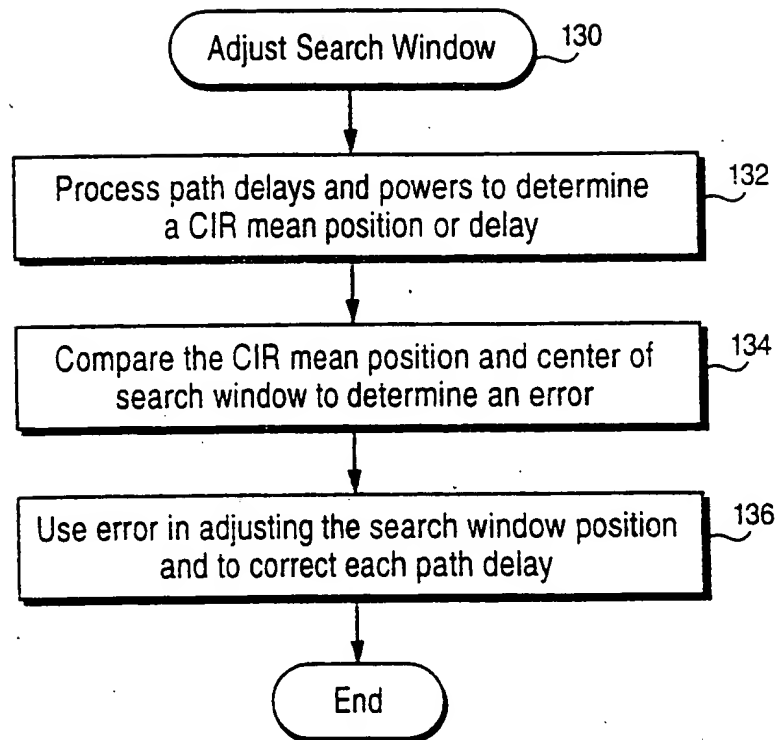 Adjust Search Window
130
Process path delays and powers to determine
a CIR mean position or delay
132
Compare the CIR mean position and center of
search window to determine an error
134
Use error in adjusting the search window position
and to correct each path delay
136
End